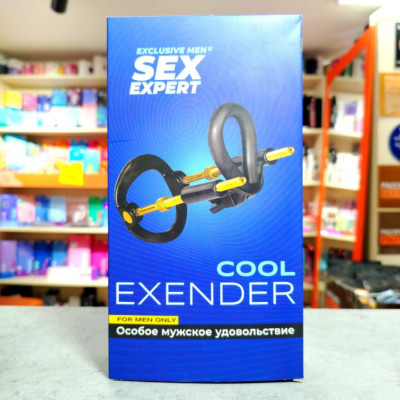 EXCLUSIVE MEN®
SEX
EXPERT
COOL
EXENDER
FOR MEN ONLY
Особое мужское удовольствие